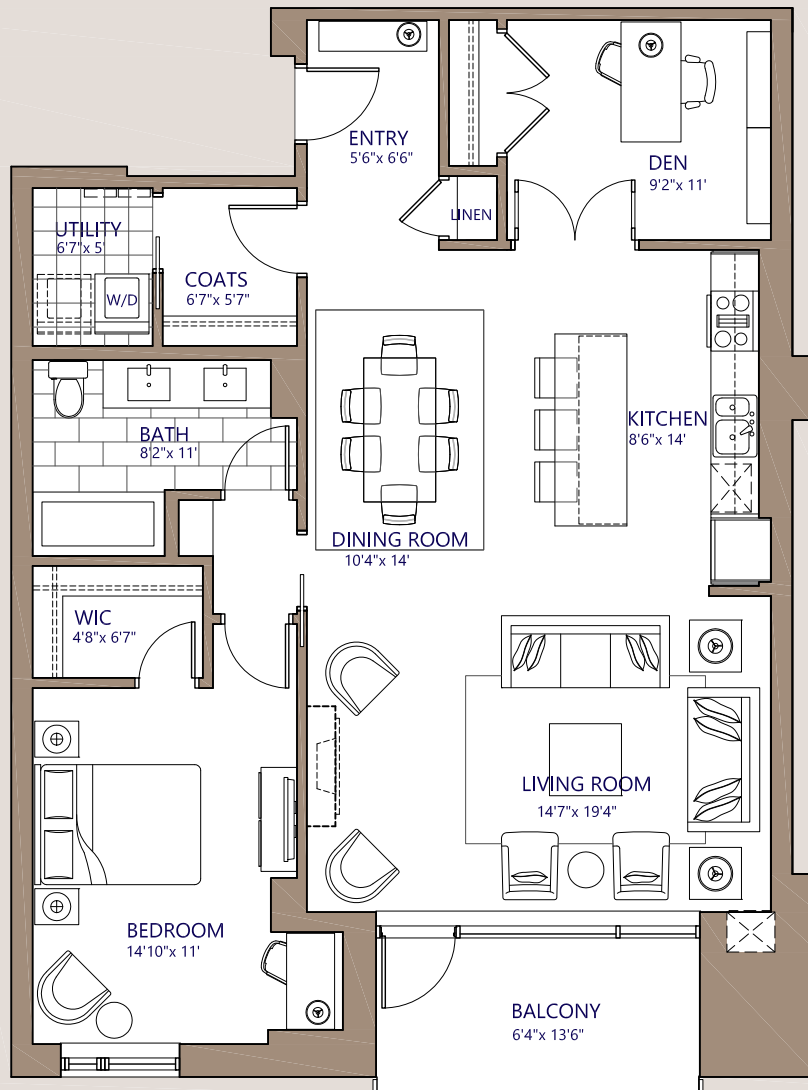 ENTRY
5'6"x 6'6"
DEN
9'2"x 11'
LINEN
UTILITY
6'7"x 5'
COATS
6'7"x 5'7"
W/D
KITCHEN
8'6"x 14'
BATH
8'2"x 11'
DINING ROOM
10'4"x 14'
WIC
4'8"x 6'7"
LIVING ROOM
14'7"x 19'4"
BEDROOM
14'10"x 11'
BALCONY
6'4"x 13'6"